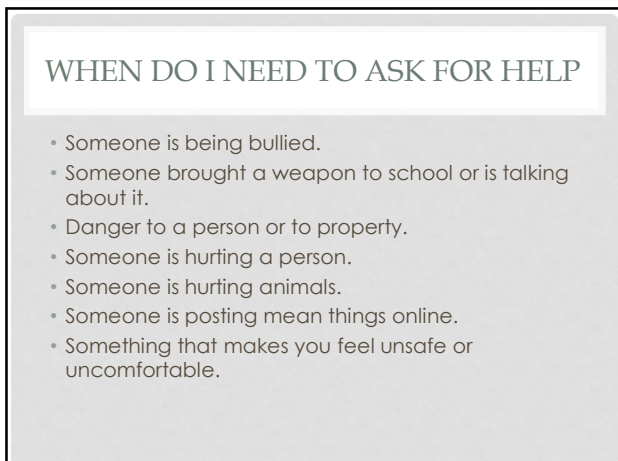 WHEN DO I NEED TO ASK FOR HELP
• Someone is being bullied.
• Someone brought a weapon to school or is talking
about it.
• Danger to a person or to property.
• Someone is hurting a person.
• Someone is hurting animals.
• Someone is posting mean things online.
• Something that makes you feel unsafe or
uncomfortable.